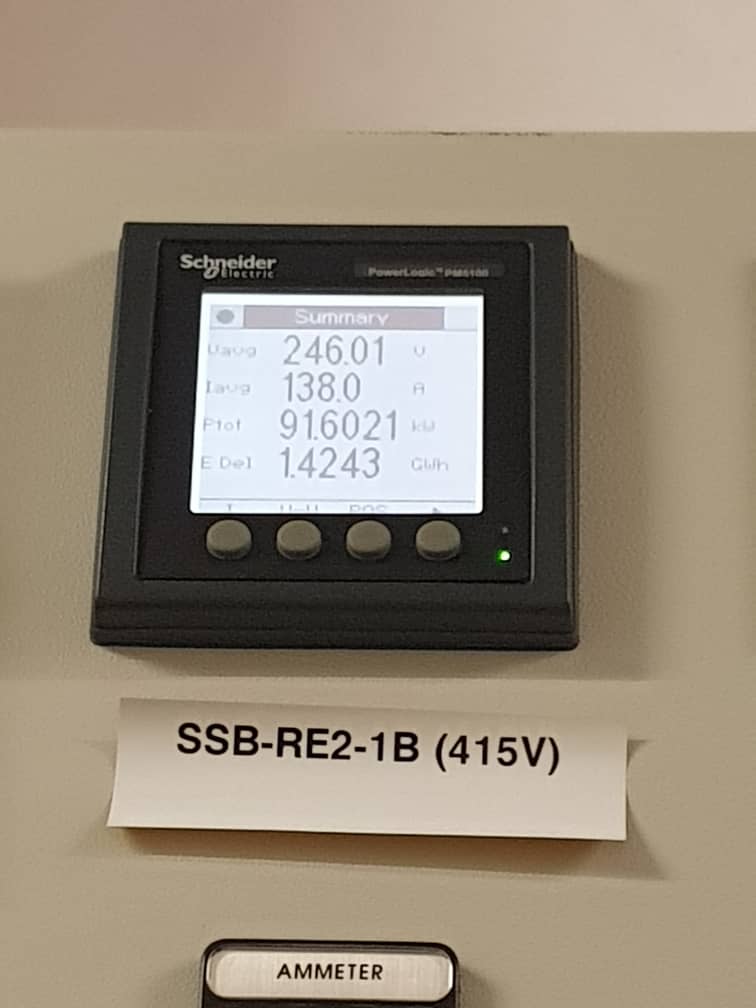 Schneider
Electric
PowerLogic™ PM5100
Summary
Vavg 246.01 V
Iavg 138.0 A
Ptot 91.6021 kW
E Del 1.4243 GWh
I U-U PQS
SSB-RE2-1B (415V)
AMMETER